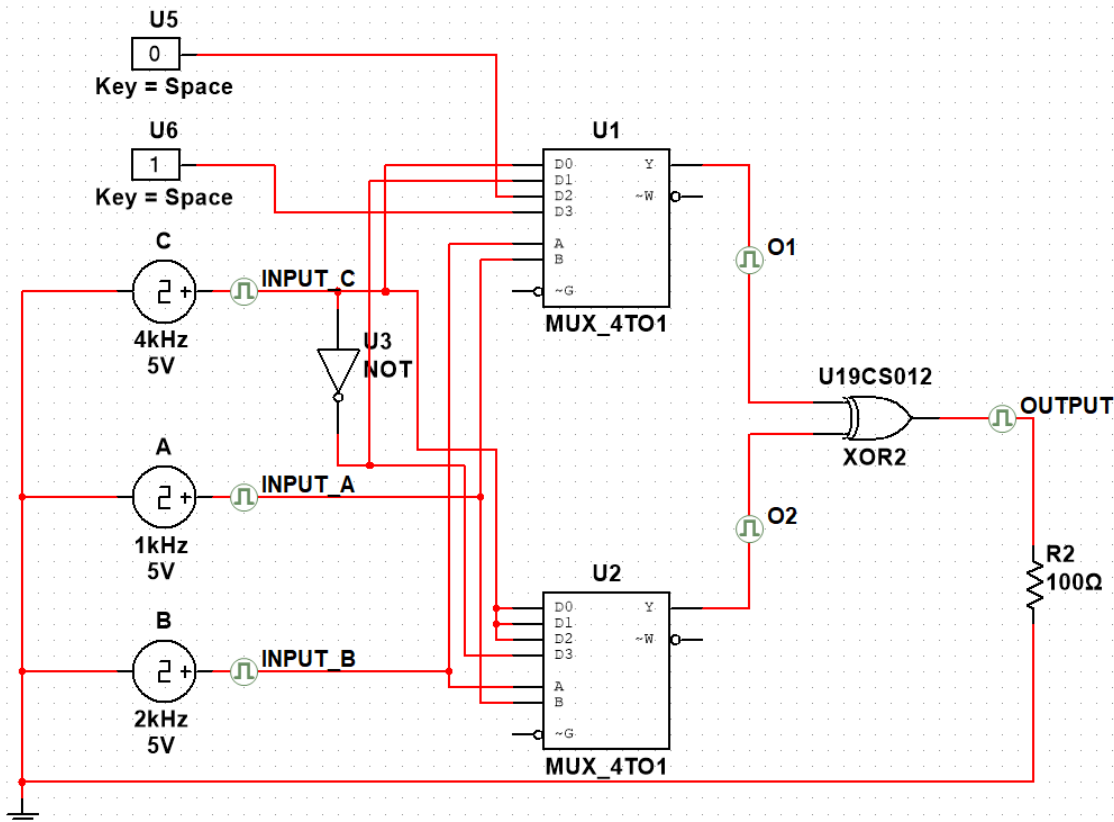 U5
0
Key = Space
U6
1
Key = Space
C
INPUT_C
4kHz
5V
U3
NOT
A
INPUT_A
1kHz
5V
B
INPUT_B
2kHz
5V
U1
D0
D1
D2
D3
A
B
~G
Y
~W
MUX_4TO1
O1
U19CS012
XOR2
OUTPUT
O2
U2
D0
D1
D2
D3
A
B
~G
Y
~W
MUX_4TO1
R2
100Ω